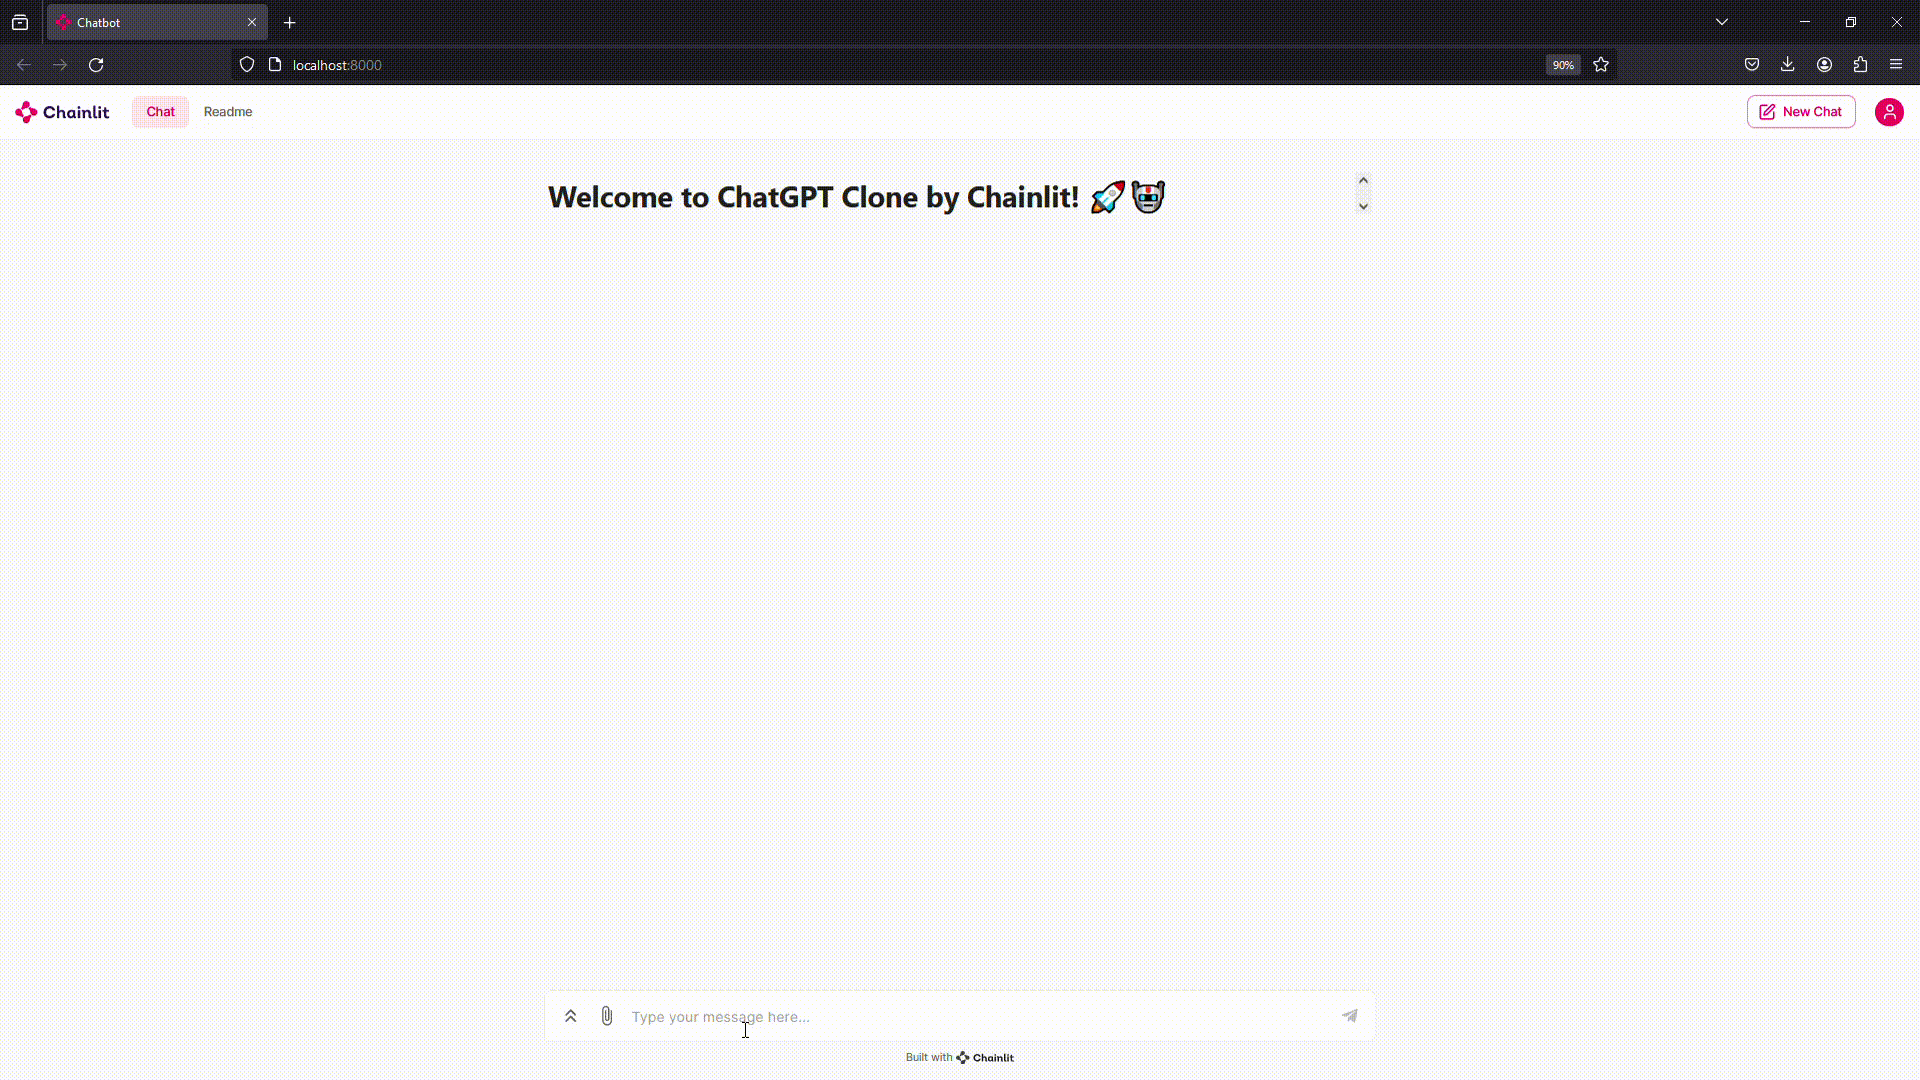 Chatbot
localhost:8000
90%
Chainlit
Chat
Readme
New Chat
Welcome to ChatGPT Clone by Chainlit! 🚀🤖
Type your message here...
Built with Chainlit